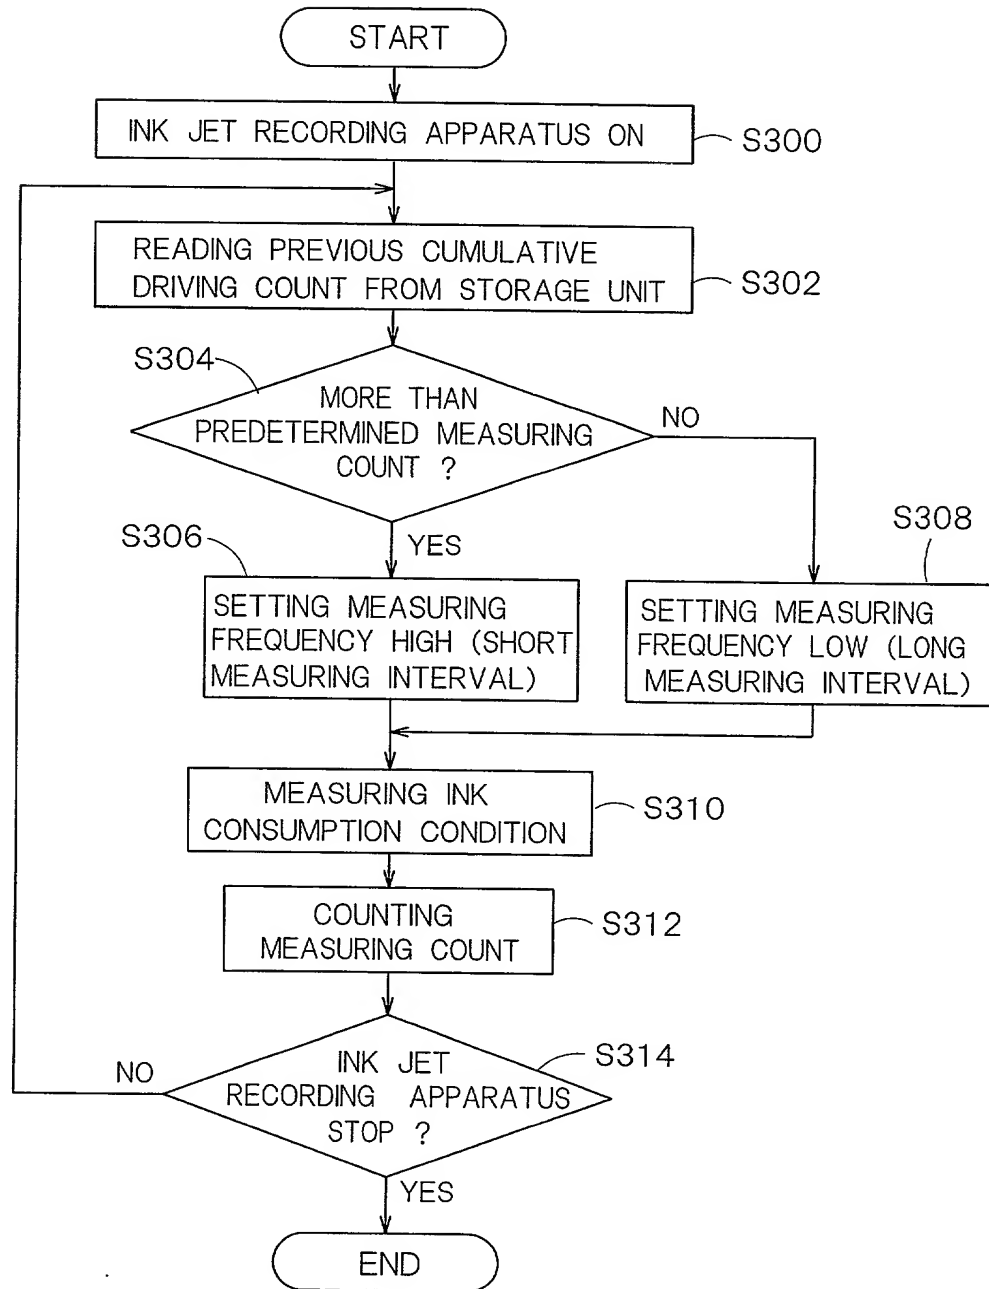 START
INK JET RECORDING APPARATUS ON
S300
READING PREVIOUS CUMULATIVE
DRIVING COUNT FROM STORAGE UNIT
S302
S304
MORE THAN
PREDETERMINED MEASURING
COUNT ?
NO
YES
S306
SETTING MEASURING
FREQUENCY HIGH (SHORT
MEASURING INTERVAL)
S308
SETTING MEASURING
FREQUENCY LOW (LONG
MEASURING INTERVAL)
MEASURING INK
CONSUMPTION CONDITION
S310
COUNTING
MEASURING COUNT
S312
INK JET
RECORDING APPARATUS
STOP ?
S314
NO
YES
END